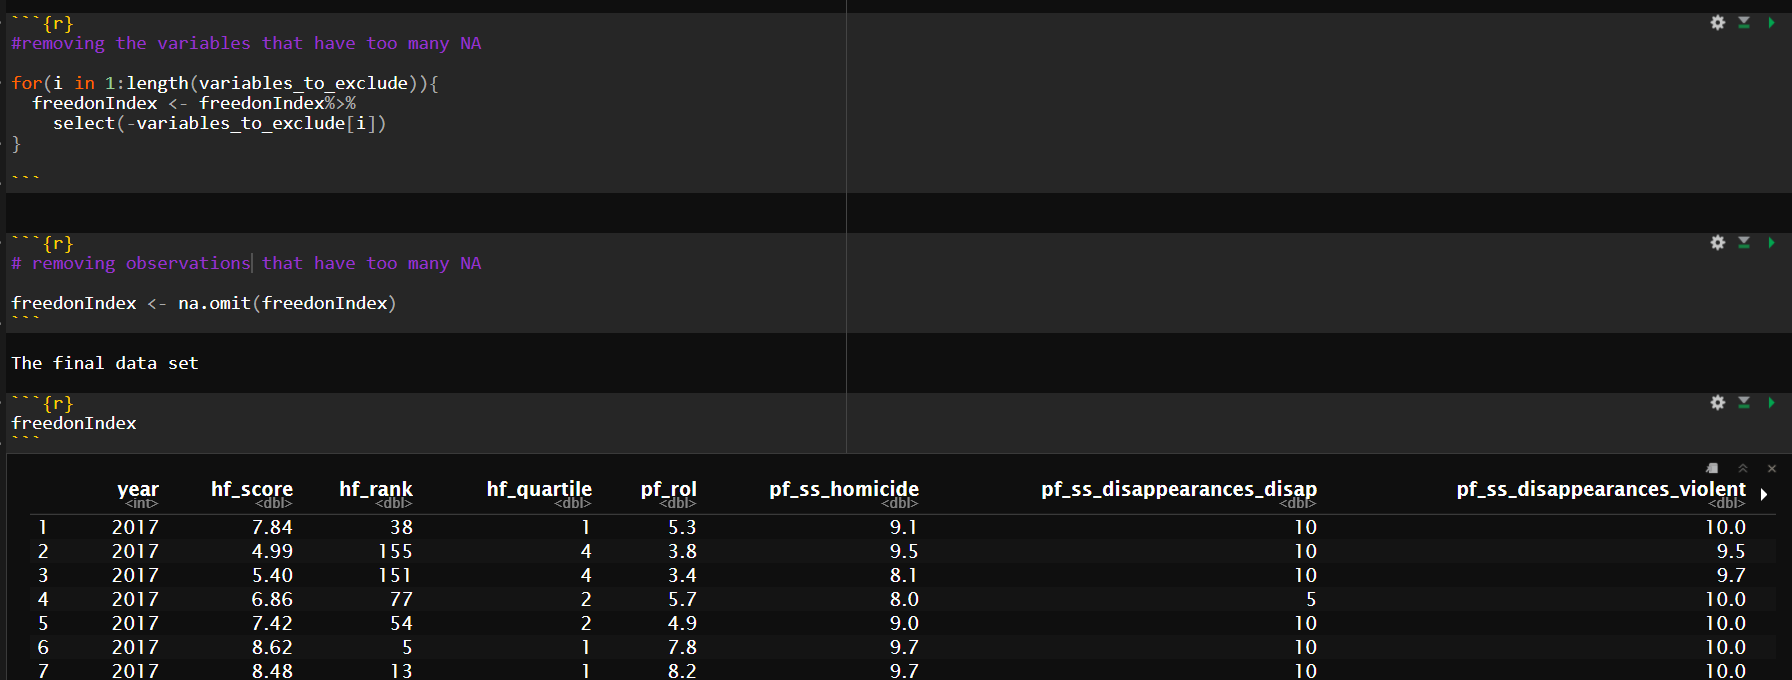 ```{r}
#removing the variables that have too many NA
for(i in 1:length(variables_to_exclude)){
  freedonIndex <- freedonIndex%>%
    select(-variables_to_exclude[i])
}
```
```{r}
# removing observations that have too many NA
freedonIndex <- na.omit(freedonIndex)
```
The final data set
```{r}
freedonIndex
```
year hf_score hf_rank hf_quartile pf_rol pf_ss_homicide pf_ss_disappearances_disap pf_ss_disappearances_violent
<int> <dbl> <dbl> <dbl> <dbl> <dbl> <dbl> <dbl>
1 2017 7.84 38 1 5.3 9.1 10 10.0
2 2017 4.99 155 4 3.8 9.5 10 9.5
3 2017 5.40 151 4 3.4 8.1 10 9.7
4 2017 6.86 77 2 5.7 8.0 5 10.0
5 2017 7.42 54 2 4.9 9.0 10 10.0
6 2017 8.62 5 1 7.8 9.7 10 10.0
7 2017 8.48 13 1 8.2 9.7 10 10.0